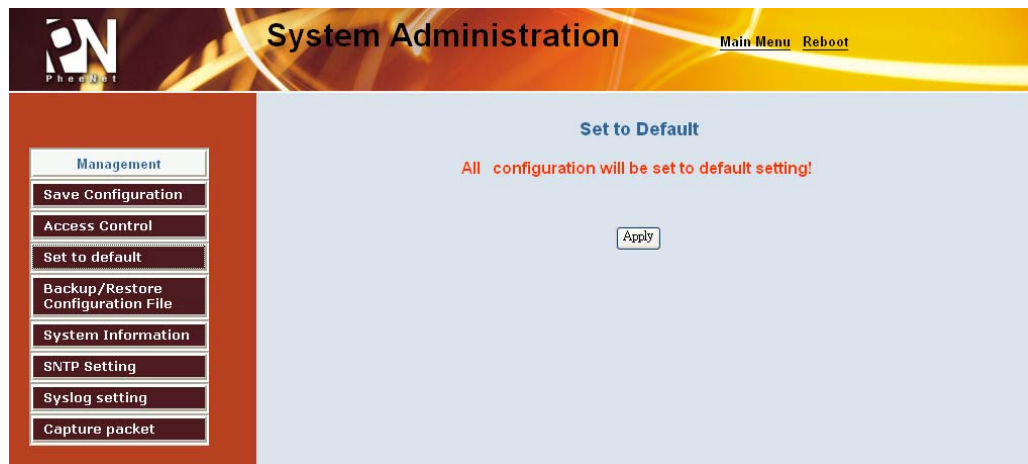 PN
PheeNet
System Administration
Main Menu Reboot
Management
Save Configuration
Access Control
Set to default
Backup/Restore
Configuration File
System Information
SNTP Setting
Syslog setting
Capture packet
Set to Default
All configuration will be set to default setting!
Apply